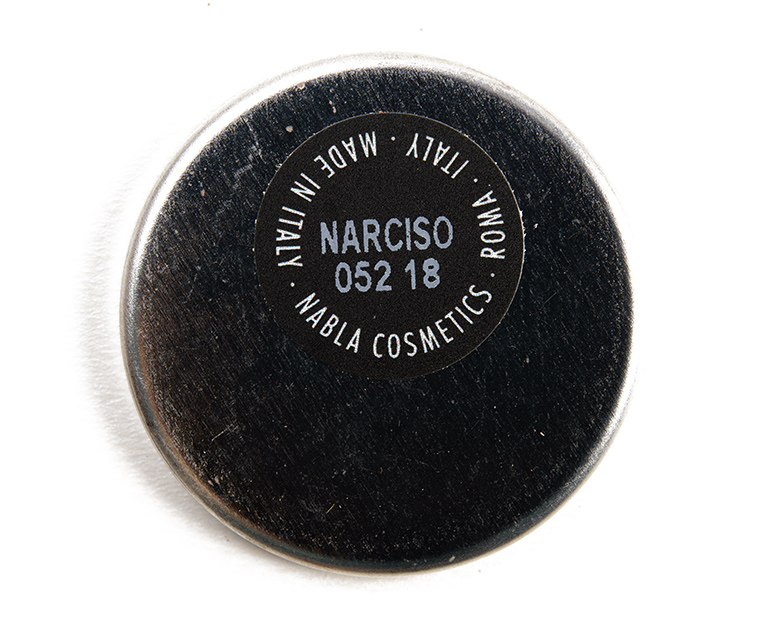 NARCISO
052 18
MADE IN ITALY · NABLA COSMETICS · ROMA · ITALY ·